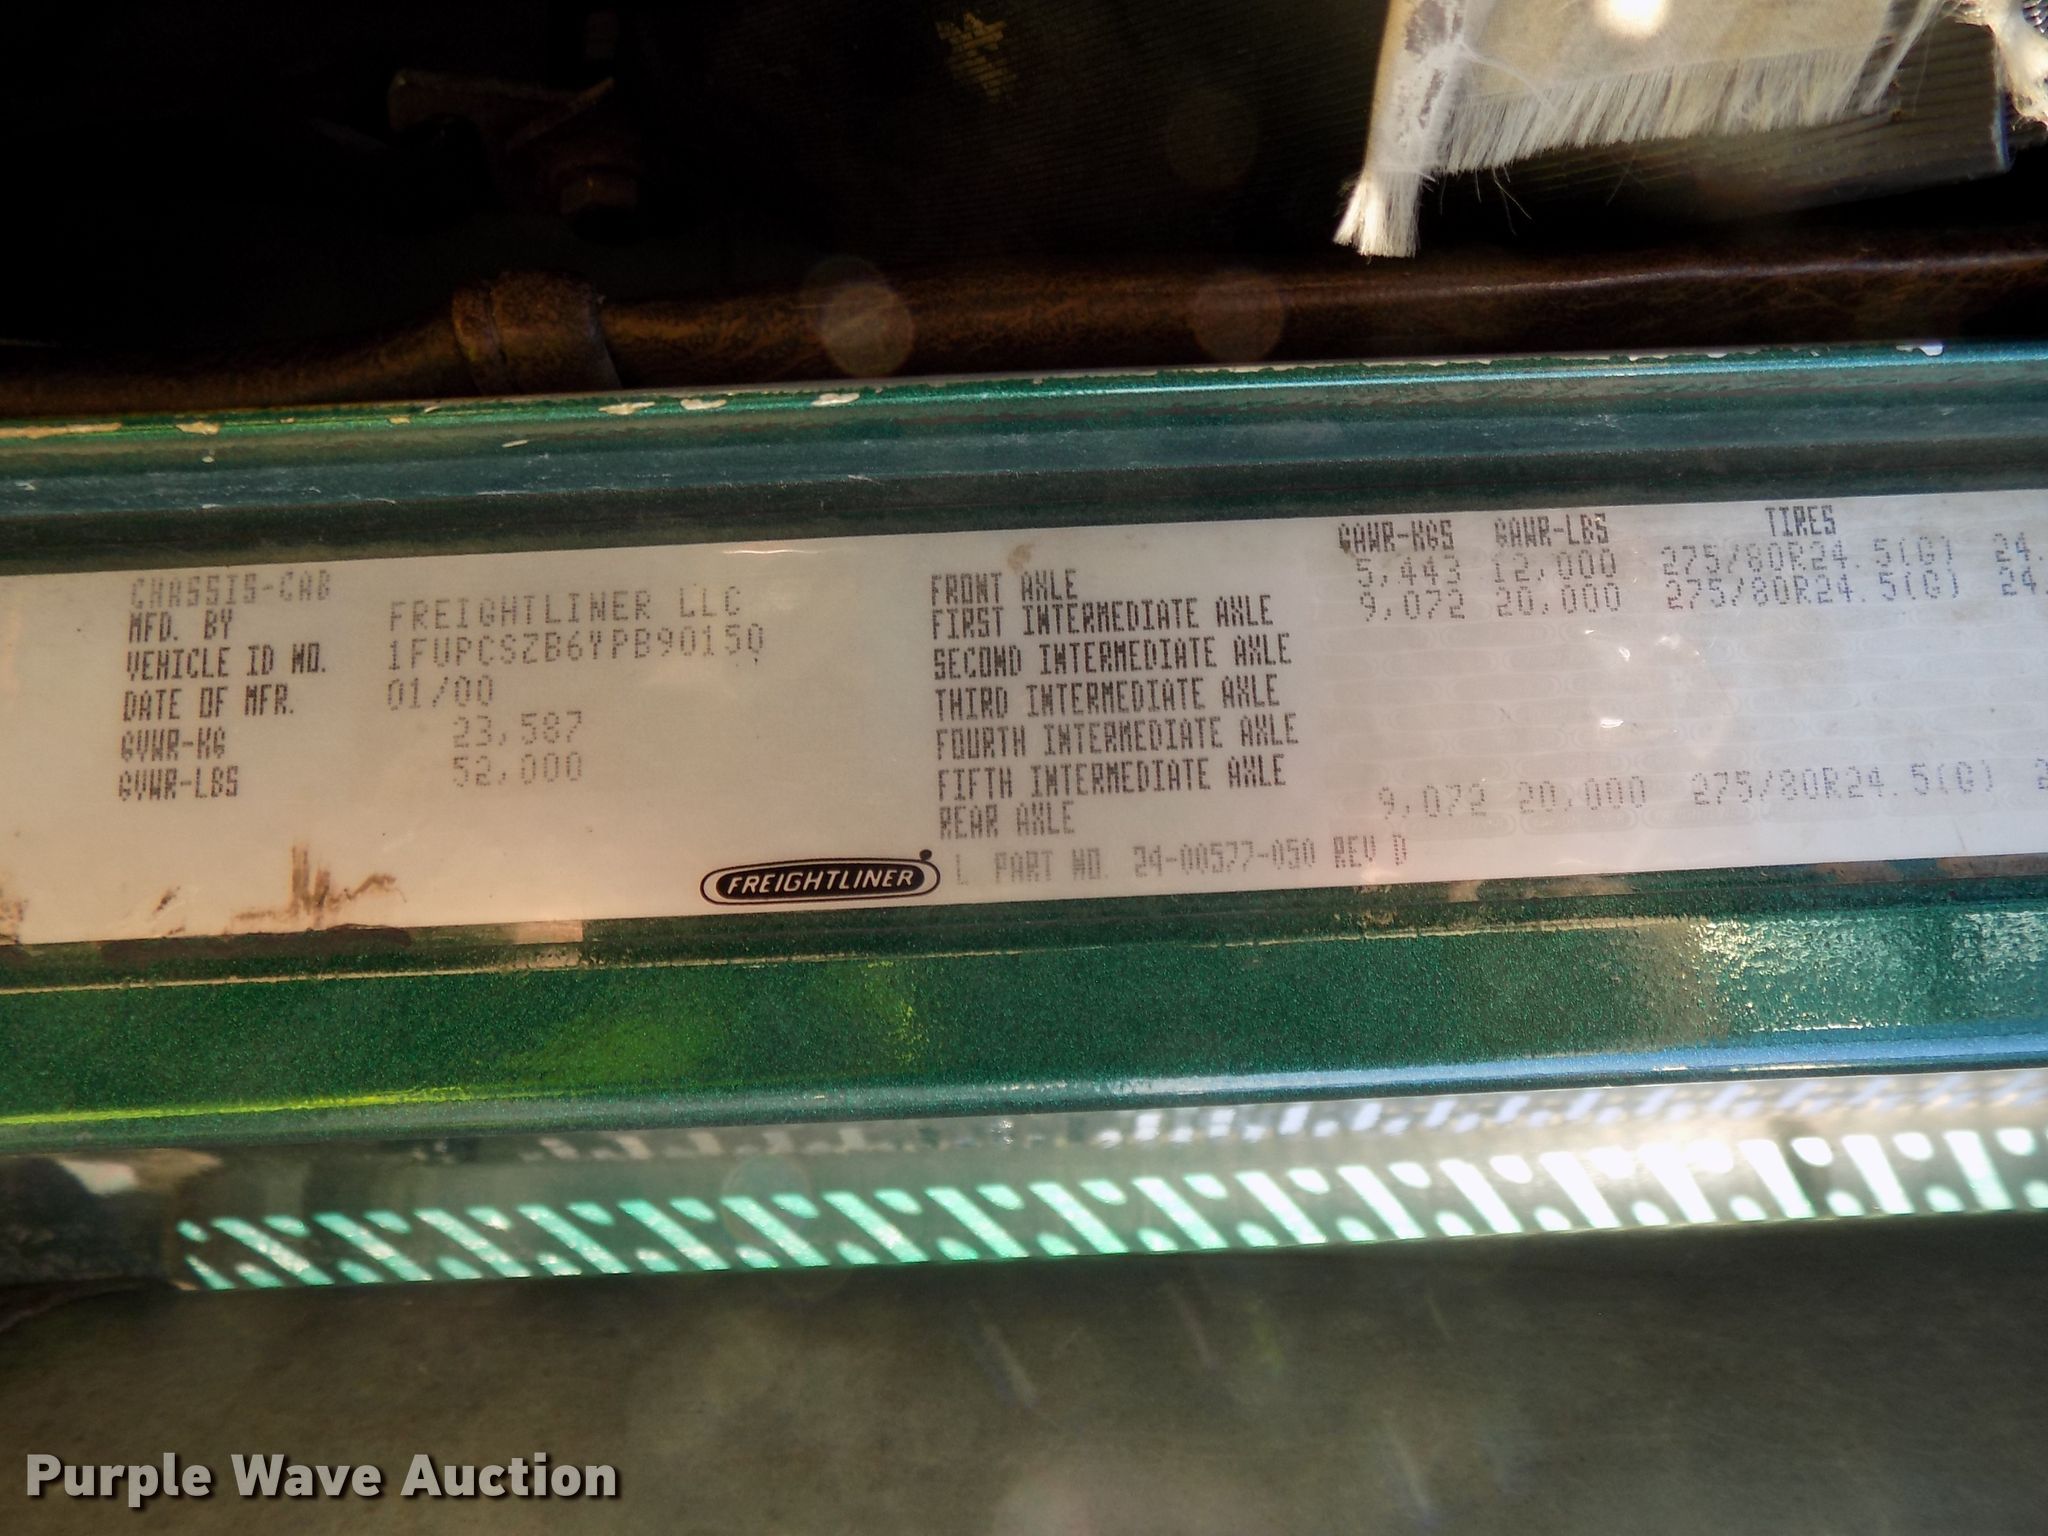 CHASSIS-CAB
MFD. BY FREIGHTLINER LLC
VEHICLE ID NO. 1FUPCSZB6YPB90150
DATE OF MFR. 01/00
GVWR-KG 23,587
GVWR-LBS 52,000
GAWR-KGS GAWR-LBS TIRES
FRONT AXLE 5,443 12,000 275/80R24.5(G) 24.
FIRST INTERMEDIATE AXLE 9,072 20,000 275/80R24.5(G) 24.
SECOND INTERMEDIATE AXLE
THIRD INTERMEDIATE AXLE
FOURTH INTERMEDIATE AXLE
FIFTH INTERMEDIATE AXLE
REAR AXLE 9,072 20,000 275/80R24.5(G) 2
FREIGHTLINER L PART NO. 24-00577-050 REV D
Purple Wave Auction